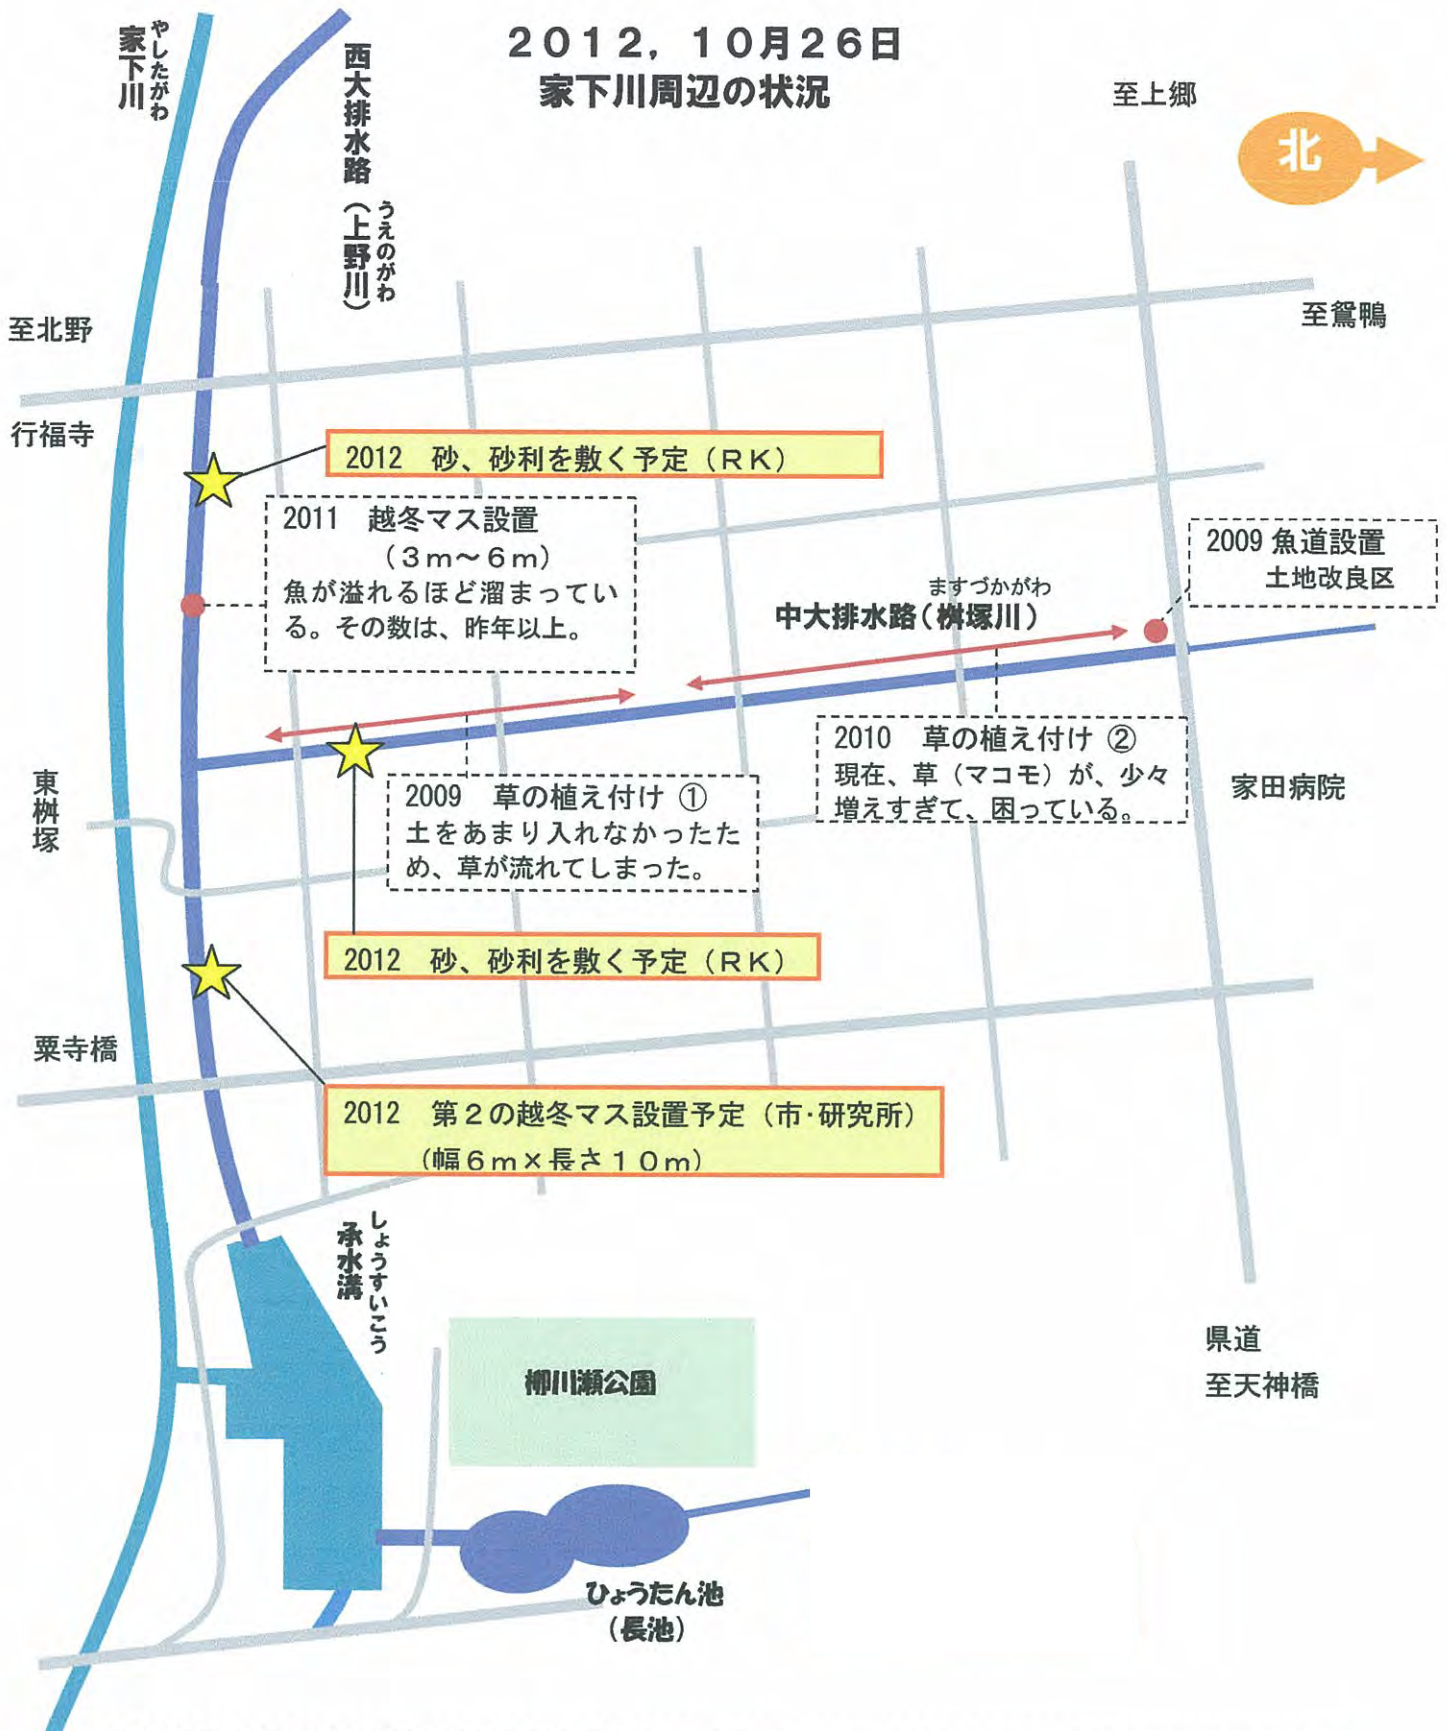 2012, 10月26日
家下川周辺の状況
やしたがわ
家下川
西大排水路（上野川）
うえのがわ
至上郷
北
至北野
至鴛鴨
行福寺
2012 砂、砂利を敷く予定（RK）
2011 越冬マス設置
（3m～6m）
魚が溢れるほど溜まってい
る。その数は、昨年以上。
2009 魚道設置
土地改良区
ますづかがわ
中大排水路（桝塚川）
2010 草の植え付け ②
現在、草（マコモ）が、少々
増えすぎて、困っている。
家田病院
東桝塚
2009 草の植え付け ①
土をあまり入れなかったた
め、草が流れてしまった。
2012 砂、砂利を敷く予定（RK）
粟寺橋
2012 第2の越冬マス設置予定（市・研究所）
（幅6m×長さ10m）
しょうすいこう
承水溝
柳川瀬公園
県道
至天神橋
ひょうたん池
（長池）